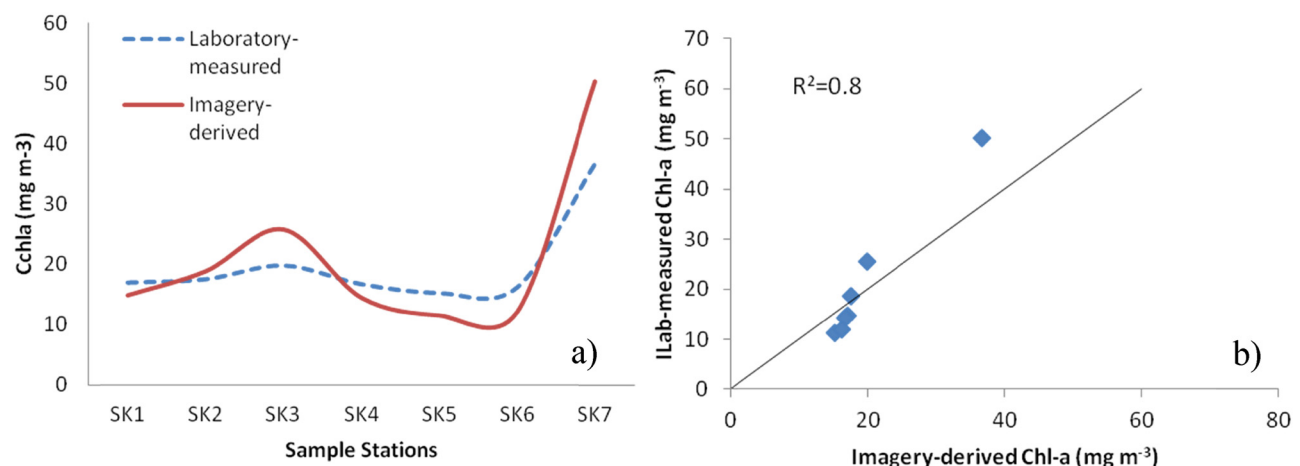 60
50
40
30
20
10
0
Cchla (mg m-3)
Laboratory-
measured
Imagery-
derived
a)
SK1 SK2 SK3 SK4 SK5 SK6 SK7
Sample Stations
70
60
50
40
30
20
10
0
ILab-measured Chl-a (mg m⁻³)
R²=0.8
b)
0 20 40 60 80
Imagery-derived Chl-a (mg m⁻³)